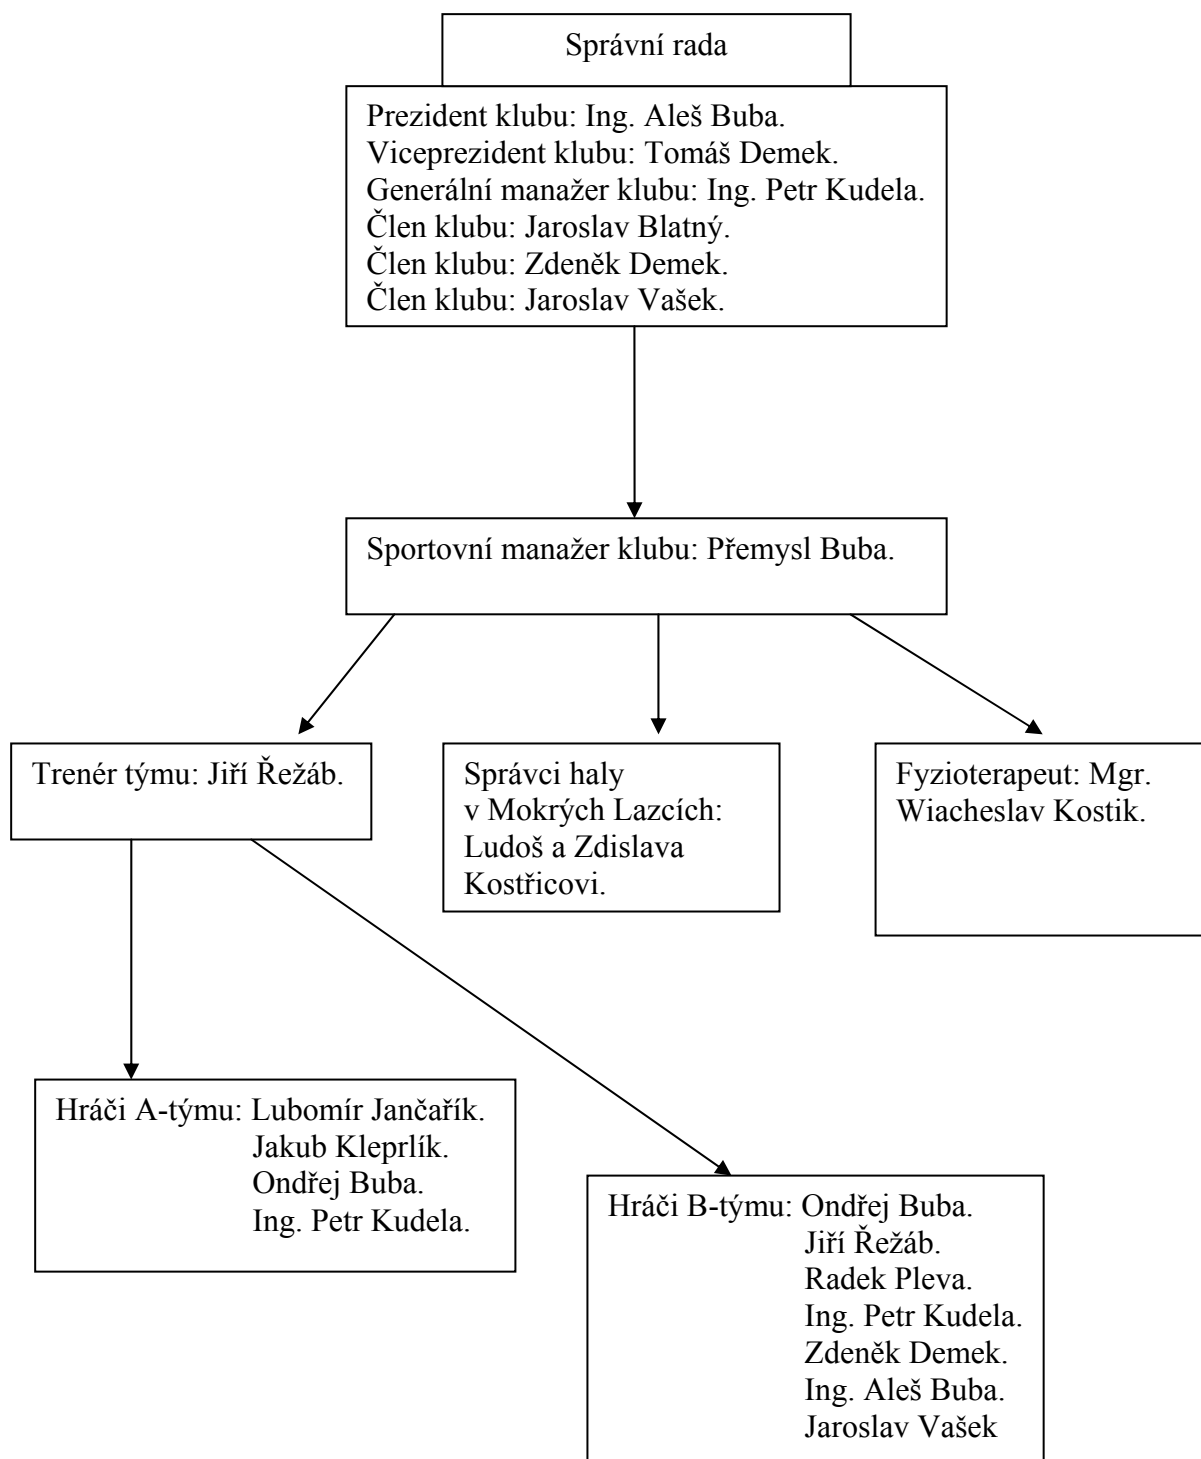 Správní rada
Prezident klubu: Ing. Aleš Buba.
Viceprezident klubu: Tomáš Demek.
Generální manažer klubu: Ing. Petr Kudela.
Člen klubu: Jaroslav Blatný.
Člen klubu: Zdeněk Demek.
Člen klubu: Jaroslav Vašek.
Sportovní manažer klubu: Přemysl Buba.
Trenér týmu: Jiří Řežáb.
Správci haly
v Mokrých Lazcích:
Ludoš a Zdislava
Kostřicovi.
Fyzioterapeut: Mgr.
Wiacheslav Kostik.
Hráči A-týmu: Lubomír Jančařík.
Jakub Kleprlík.
Ondřej Buba.
Ing. Petr Kudela.
Hráči B-týmu: Ondřej Buba.
Jiří Řežáb.
Radek Pleva.
Ing. Petr Kudela.
Zdeněk Demek.
Ing. Aleš Buba.
Jaroslav Vašek